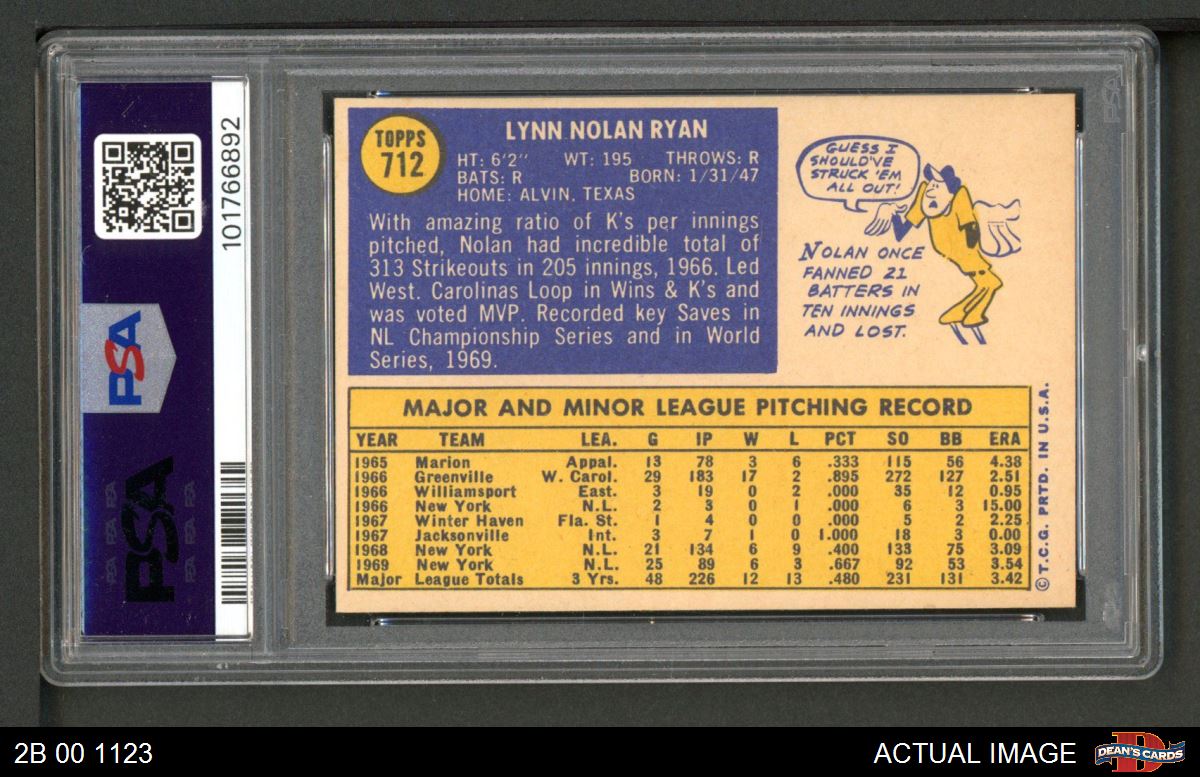 PSA
101766892
PSA
TOPPS
712
LYNN NOLAN RYAN
HT: 6'2" WT: 195 THROWS: R
BATS: R BORN: 1/31/47
HOME: ALVIN, TEXAS
With amazing ratio of K's per innings
pitched, Nolan had incredible total of
313 Strikeouts in 205 innings, 1966. Led
West. Carolinas Loop in Wins & K's and
was voted MVP. Recorded key Saves in
NL Championship Series and in World
Series, 1969.
GUESS I
SHOULD'VE
STRUCK 'EM
ALL OUT!
NOLAN ONCE
FANNED 21
BATTERS IN
TEN INNINGS
AND LOST.
MAJOR AND MINOR LEAGUE PITCHING RECORD
YEAR TEAM LEA. G IP W L PCT SO BB ERA
1965 Marion Appal. 13 78 3 6 .333 115 56 4.38
1966 Greenville W. Carol. 29 183 17 2 .895 272 127 2.51
1966 Williamsport East. 3 19 0 2 .000 35 12 0.95
1966 New York N.L. 2 3 0 1 .000 6 3 15.00
1967 Winter Haven Fla. St. 1 4 0 0 .000 5 2 2.25
1967 Jacksonville Int. 3 7 1 0 1.000 18 3 0.00
1968 New York N.L. 21 134 6 9 .400 133 75 3.09
1969 New York N.L. 25 89 6 3 .667 92 53 3.54
Major League Totals 3 Yrs. 48 226 12 13 .480 231 131 3.42
© T.C.G. PRTD. IN U.S.A.
2B 00 1123
ACTUAL IMAGE
DEAN'S CARDS